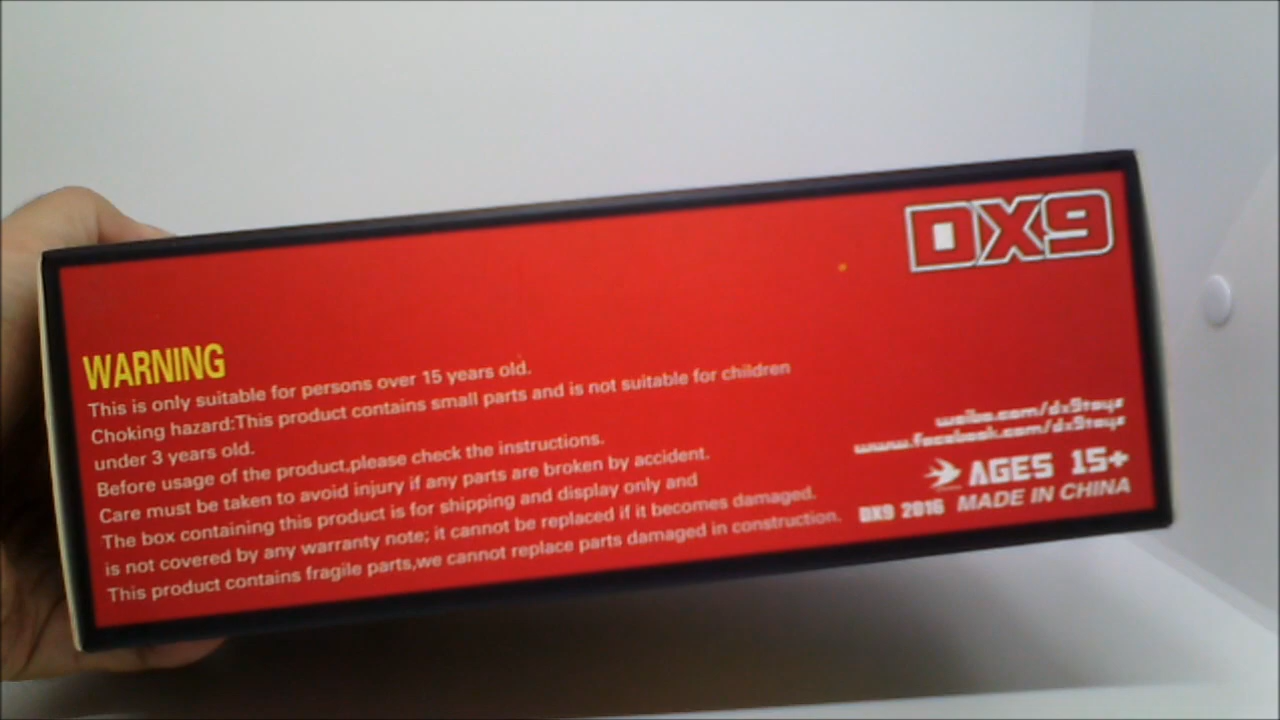 DX9
WARNING
This is only suitable for persons over 15 years old.
Choking hazard:This product contains small parts and is not suitable for children
under 3 years old.
Before usage of the product,please check the instructions.
Care must be taken to avoid injury if any parts are broken by accident.
The box containing this product is for shipping and display only and
is not covered by any warranty note; it cannot be replaced if it becomes damaged.
This product contains fragile parts,we cannot replace parts damaged in construction.
weibo.com/dx9toys
www.facebook.com/dx9toys
AGES 15+
DX9 2016 MADE IN CHINA